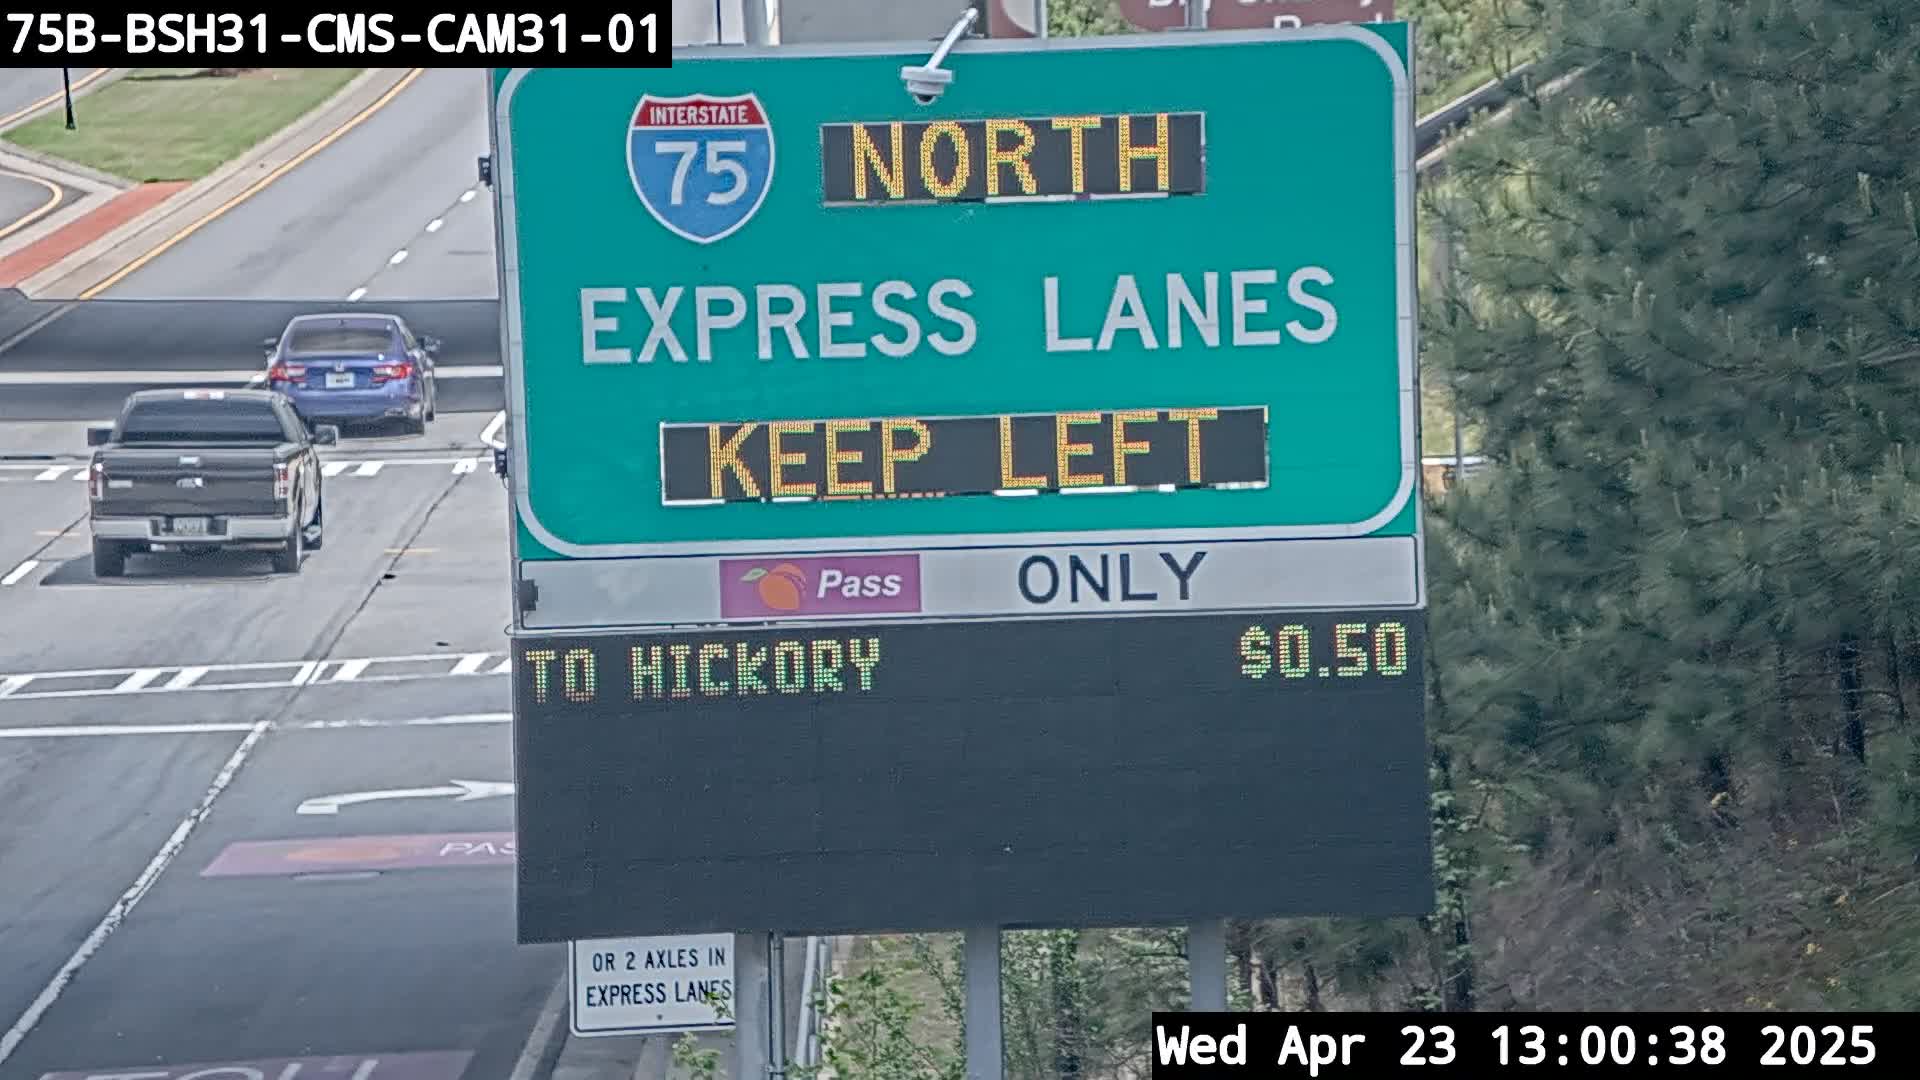 75B-BSH31-CMS-CAM31-01
INTERSTATE
75
NORTH
EXPRESS LANES
KEEP LEFT
Pass ONLY
TO HICKORY $0.50
OR 2 AXLES IN
EXPRESS LANES
Wed Apr 23 13:00:38 2025